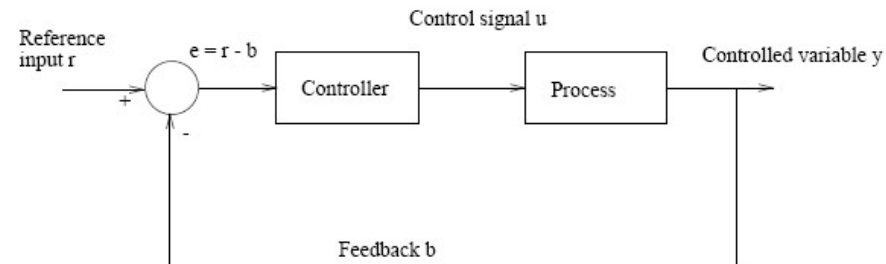 Control signal u
Reference
input r
e = r - b
Controlled variable y
Controller
Process
+
-
Feedback b